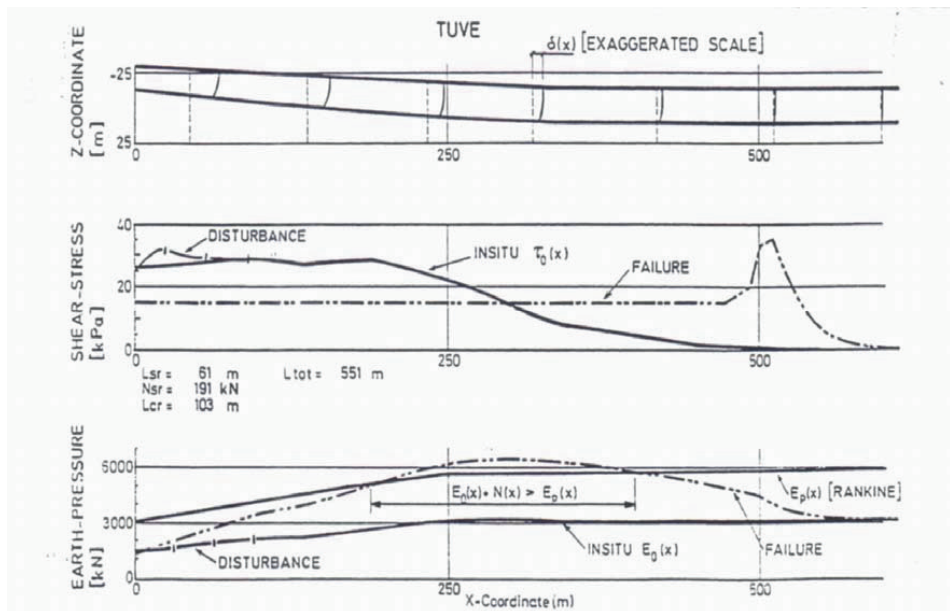 TUVE
δ(x) [EXAGGERATED SCALE]
Z-COORDINATE
[m]
-25
25
0
250
500
SHEAR-STRESS
[kPa]
40
20
0
DISTURBANCE
INSITU τ₀(x)
FAILURE
0
250
500
Lsr = 61 m Ltot = 551 m
Nsr = 191 kN
Lcr = 103 m
EARTH-PRESSURE
[kN]
6000
3000
0
E₀(x) + N(x) > Eₚ(x)
Eₚ(x) [RANKINE]
DISTURBANCE
INSITU E₀(x)
FAILURE
0
250
500
X-Coordinate (m)